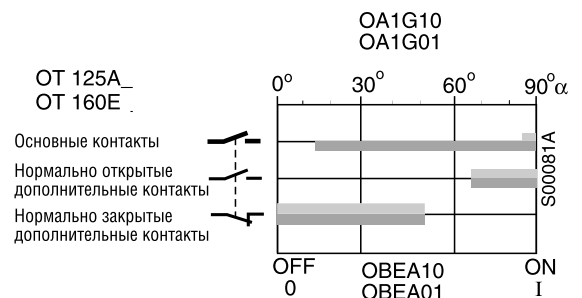 OA1G10
OA1G01
OT 125A_
OT 160E _
0° 30° 60° 90°α
Основные контакты
Нормально открытые
дополнительные контакты
Нормально закрытые
дополнительные контакты
S00081A
OFF OBEA10 ON
0 OBEA01 I